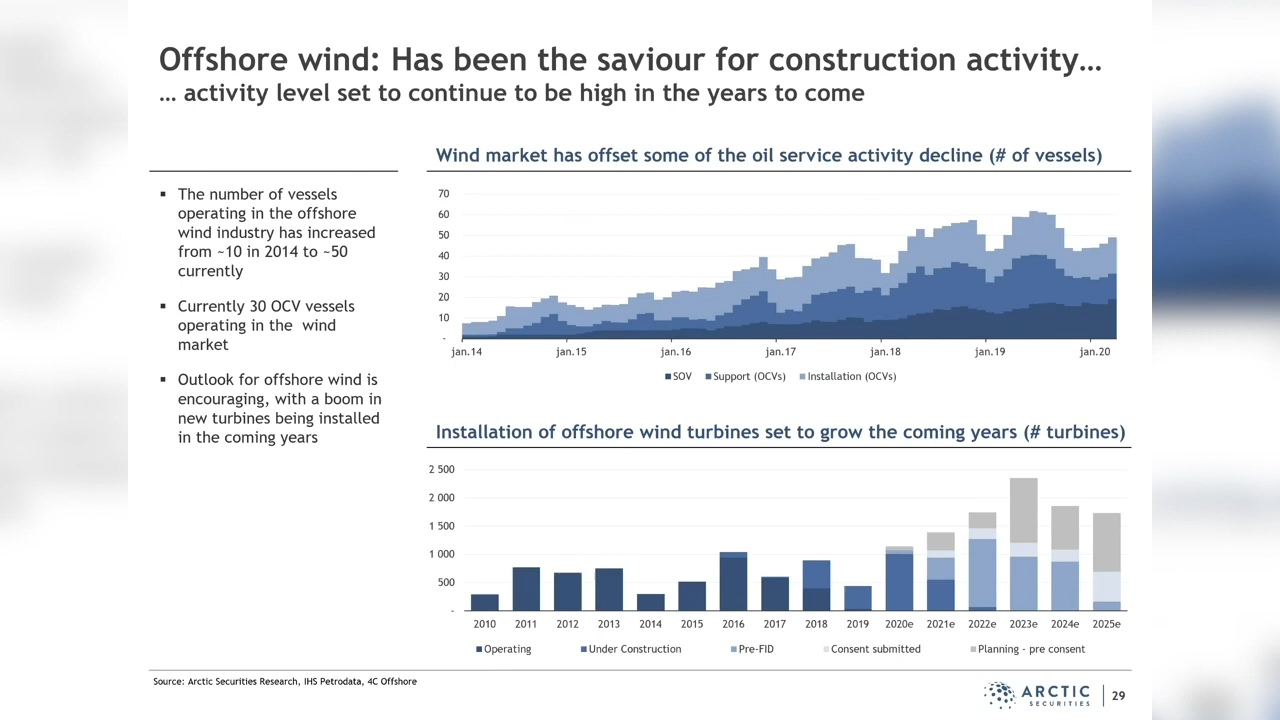 Offshore wind: Has been the saviour for construction activity…
… activity level set to continue to be high in the years to come
▪ The number of vessels
operating in the offshore
wind industry has increased
from ~10 in 2014 to ~50
currently
▪ Currently 30 OCV vessels
operating in the wind
market
▪ Outlook for offshore wind is
encouraging, with a boom in
new turbines being installed
in the coming years
Wind market has offset some of the oil service activity decline (# of vessels)
70
60
50
40
30
20
10
-
jan.14 jan.15 jan.16 jan.17 jan.18 jan.19 jan.20
SOV Support (OCVs) Installation (OCVs)
Installation of offshore wind turbines set to grow the coming years (# turbines)
2 500
2 000
1 500
1 000
500
-
2010 2011 2012 2013 2014 2015 2016 2017 2018 2019 2020e 2021e 2022e 2023e 2024e 2025e
Operating Under Construction Pre-FID Consent submitted Planning - pre consent
Source: Arctic Securities Research, IHS Petrodata, 4C Offshore
ARCTIC
SECURITIES
29